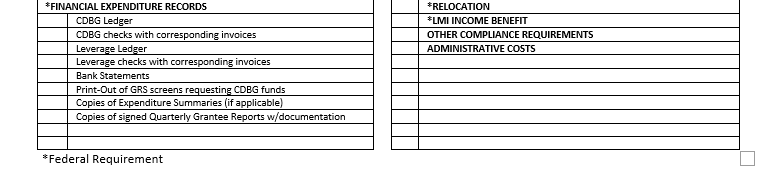 *FINANCIAL EXPENDITURE RECORDS
CDBG Ledger
CDBG checks with corresponding invoices
Leverage Ledger
Leverage checks with corresponding invoices
Bank Statements
Print-Out of GRS screens requesting CDBG funds
Copies of Expenditure Summaries (if applicable)
Copies of signed Quarterly Grantee Reports w/documentation
*RELOCATION
*LMI INCOME BENEFIT
OTHER COMPLIANCE REQUIREMENTS
ADMINISTRATIVE COSTS
*Federal Requirement